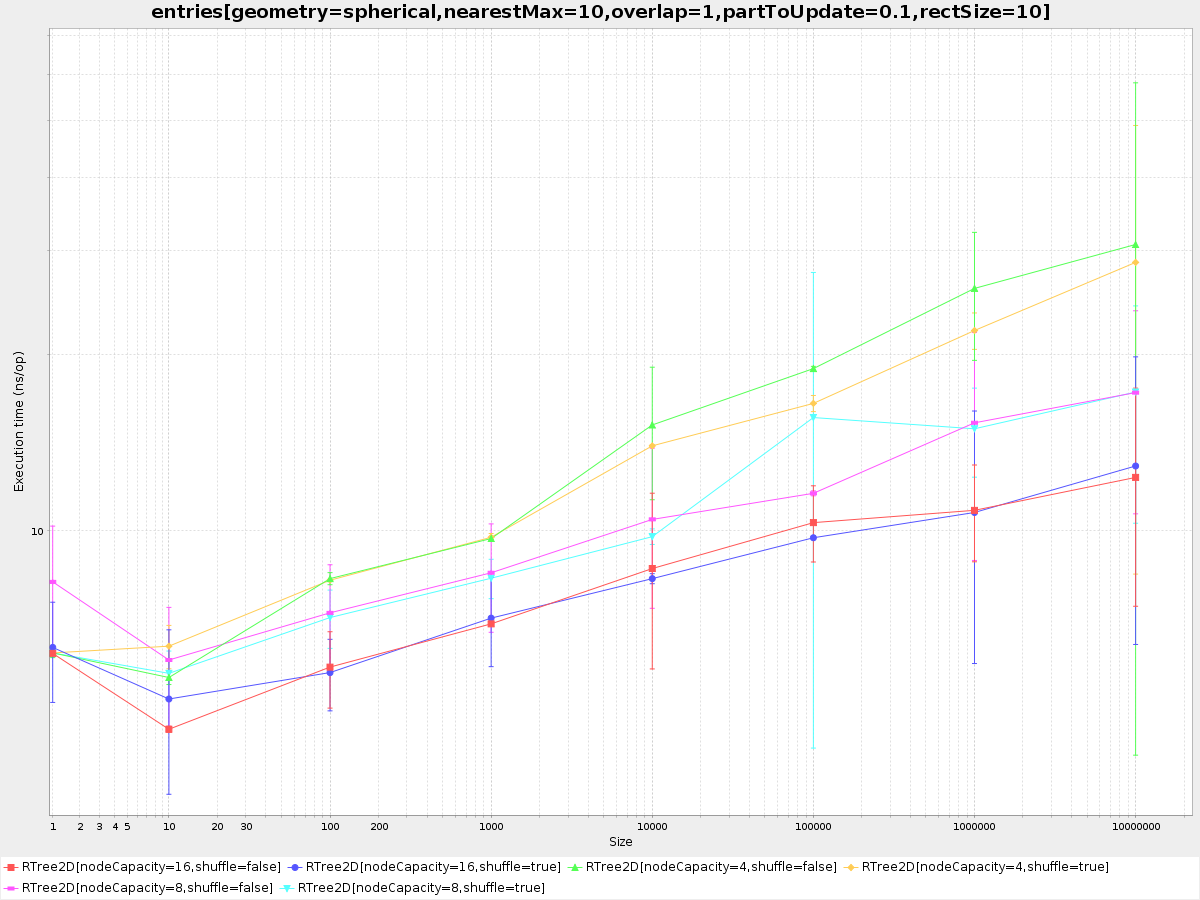 entries[geometry=spherical,nearestMax=10,overlap=1,partToUpdate=0.1,rectSize=10]
Execution time (ns/op)
10
1 2 3 4 5 10 20 30 100 200 1000 10000 100000 1000000 10000000
Size
RTree2D[nodeCapacity=16,shuffle=false] RTree2D[nodeCapacity=16,shuffle=true] RTree2D[nodeCapacity=4,shuffle=false] RTree2D[nodeCapacity=4,shuffle=true]
RTree2D[nodeCapacity=8,shuffle=false] RTree2D[nodeCapacity=8,shuffle=true]